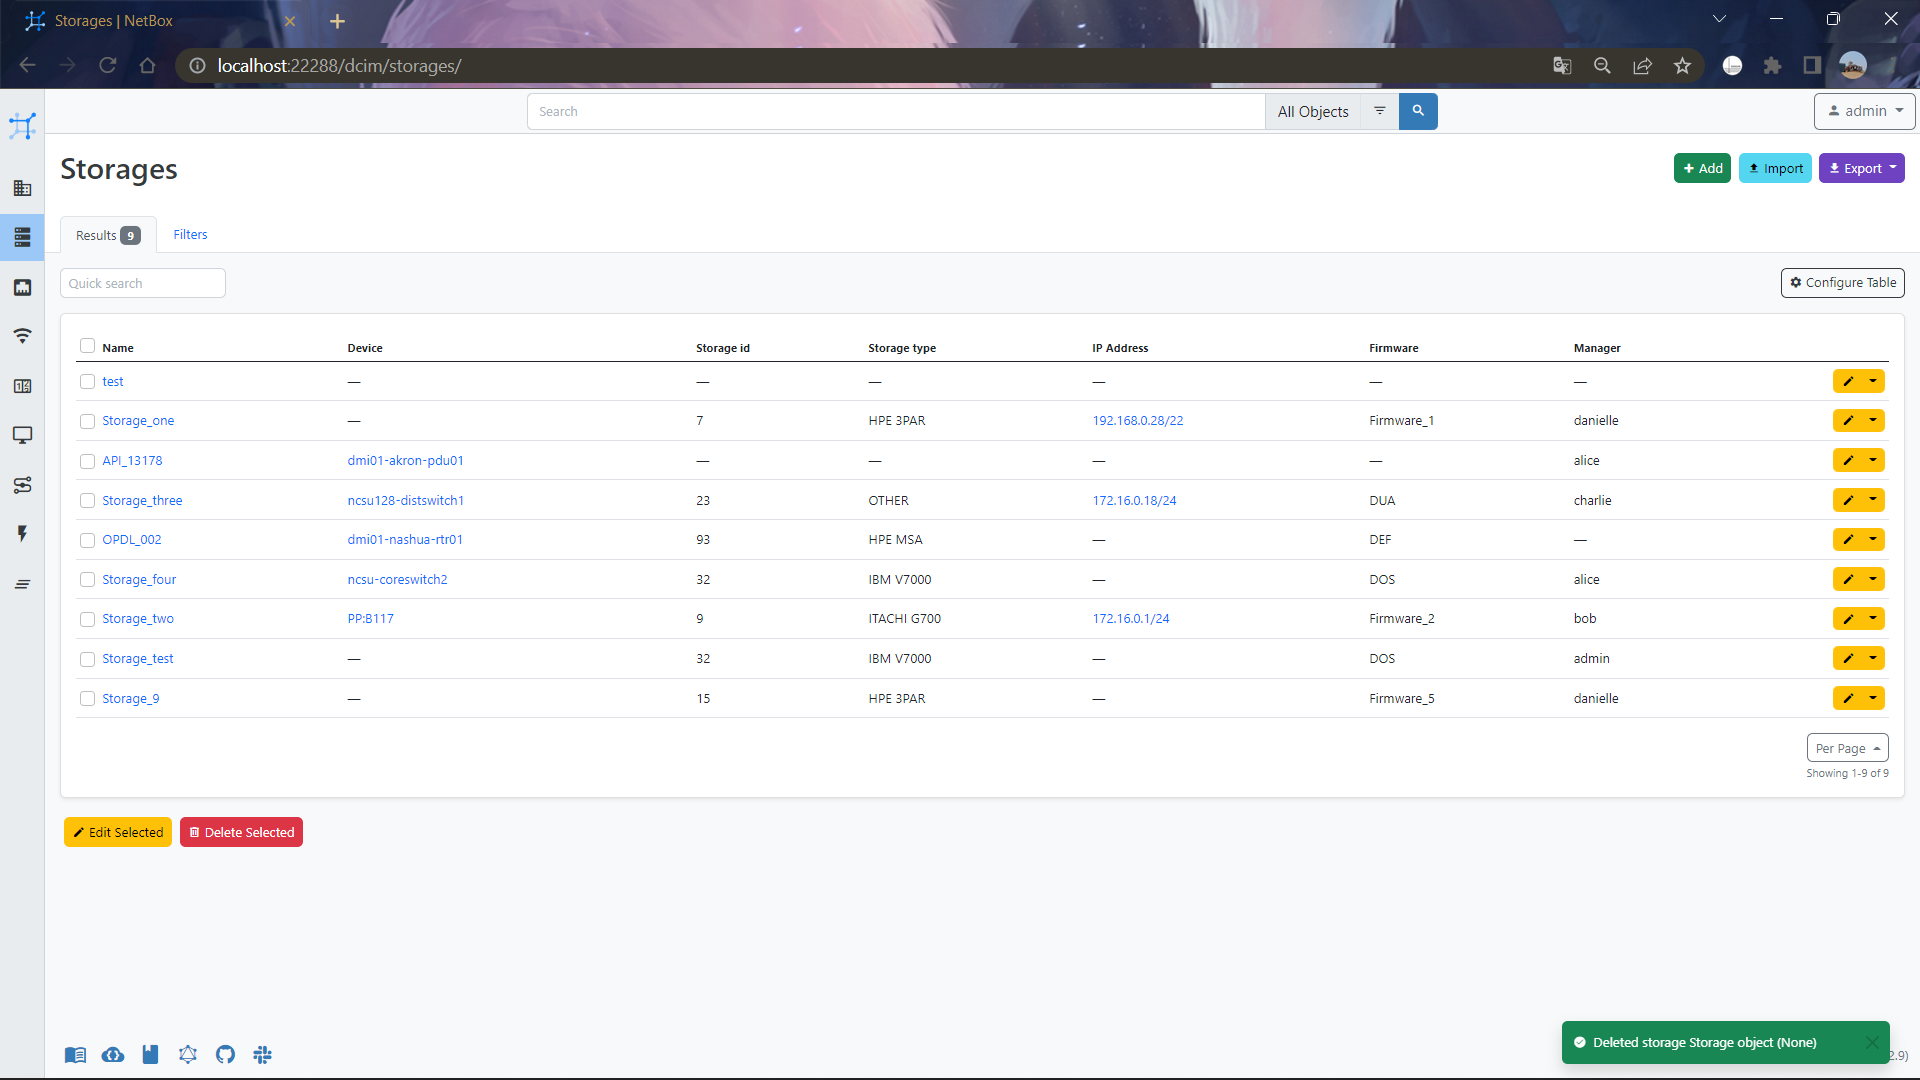 Storages | NetBox
localhost:22288/dcim/storages/
Search
All Objects
admin
Storages
Add
Import
Export
Results 9
Filters
Quick search
Configure Table
Name Device Storage id Storage type IP Address Firmware Manager
test — — — — — —
Storage_one — 7 HPE 3PAR 192.168.0.28/22 Firmware_1 danielle
API_13178 dmi01-akron-pdu01 — — — — alice
Storage_three ncsu128-distswitch1 23 OTHER 172.16.0.18/24 DUA charlie
OPDL_002 dmi01-nashua-rtr01 93 HPE MSA — DEF —
Storage_four ncsu-coreswitch2 32 IBM V7000 — DOS alice
Storage_two PP:B117 9 ITACHI G700 172.16.0.1/24 Firmware_2 bob
Storage_test — 32 IBM V7000 — DOS admin
Storage_9 — 15 HPE 3PAR — Firmware_5 danielle
Per Page
Showing 1-9 of 9
Edit Selected
Delete Selected
Deleted storage Storage object (None)
2.9)